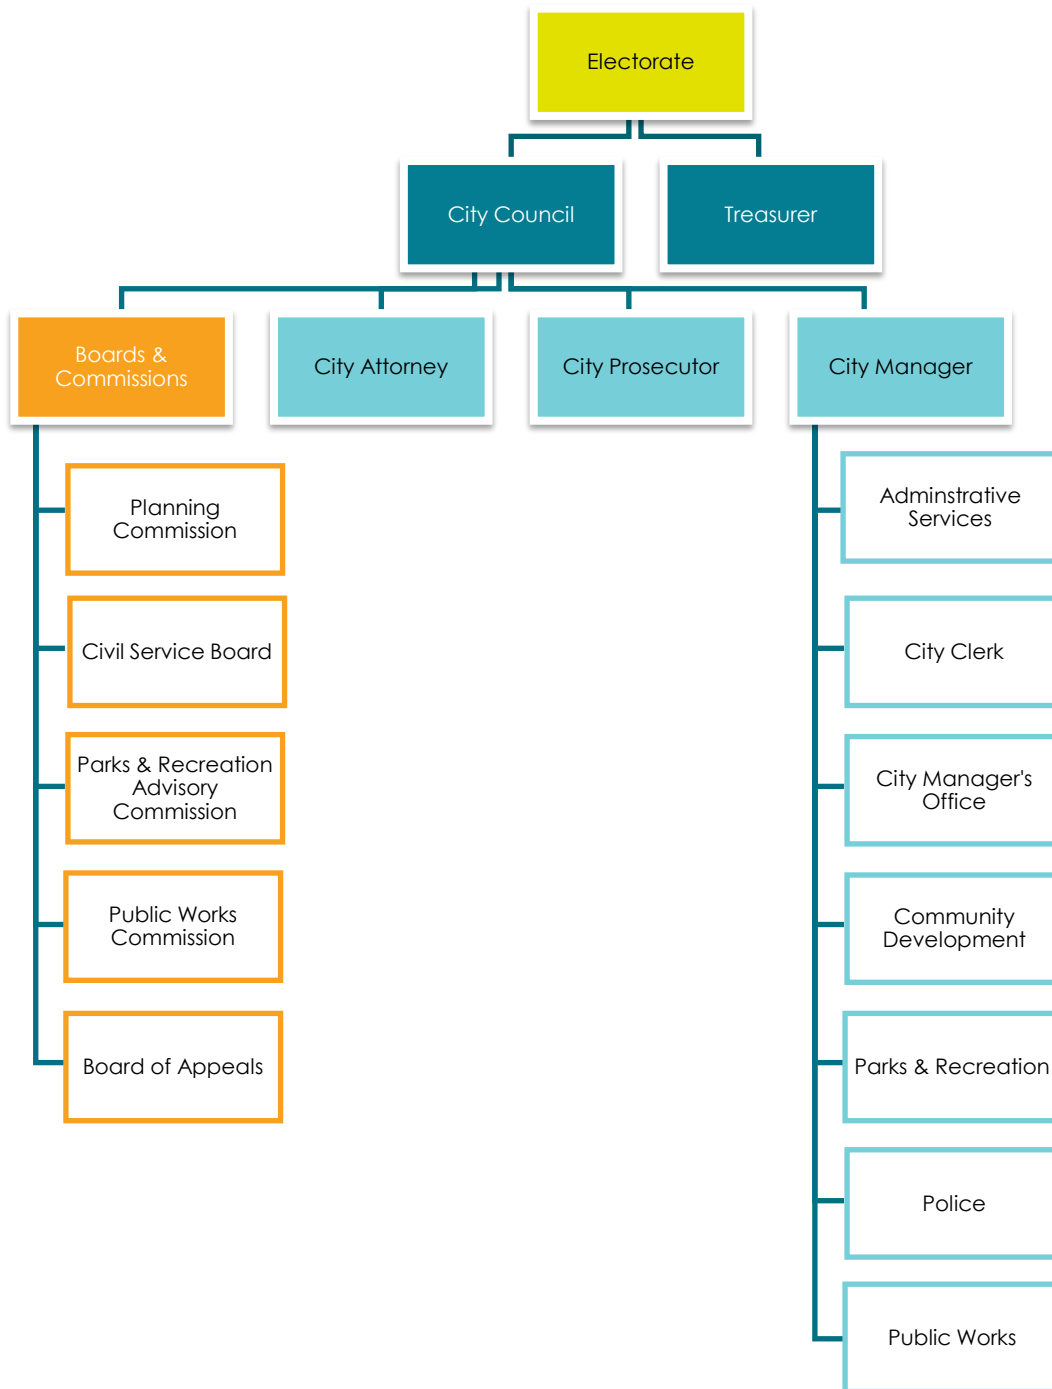 Electorate
City Council
Treasurer
Boards &
Commissions
City Attorney
City Prosecutor
City Manager
Planning
Commission
Civil Service Board
Parks & Recreation
Advisory
Commission
Public Works
Commission
Board of Appeals
Adminstrative
Services
City Clerk
City Manager's
Office
Community
Development
Parks & Recreation
Police
Public Works